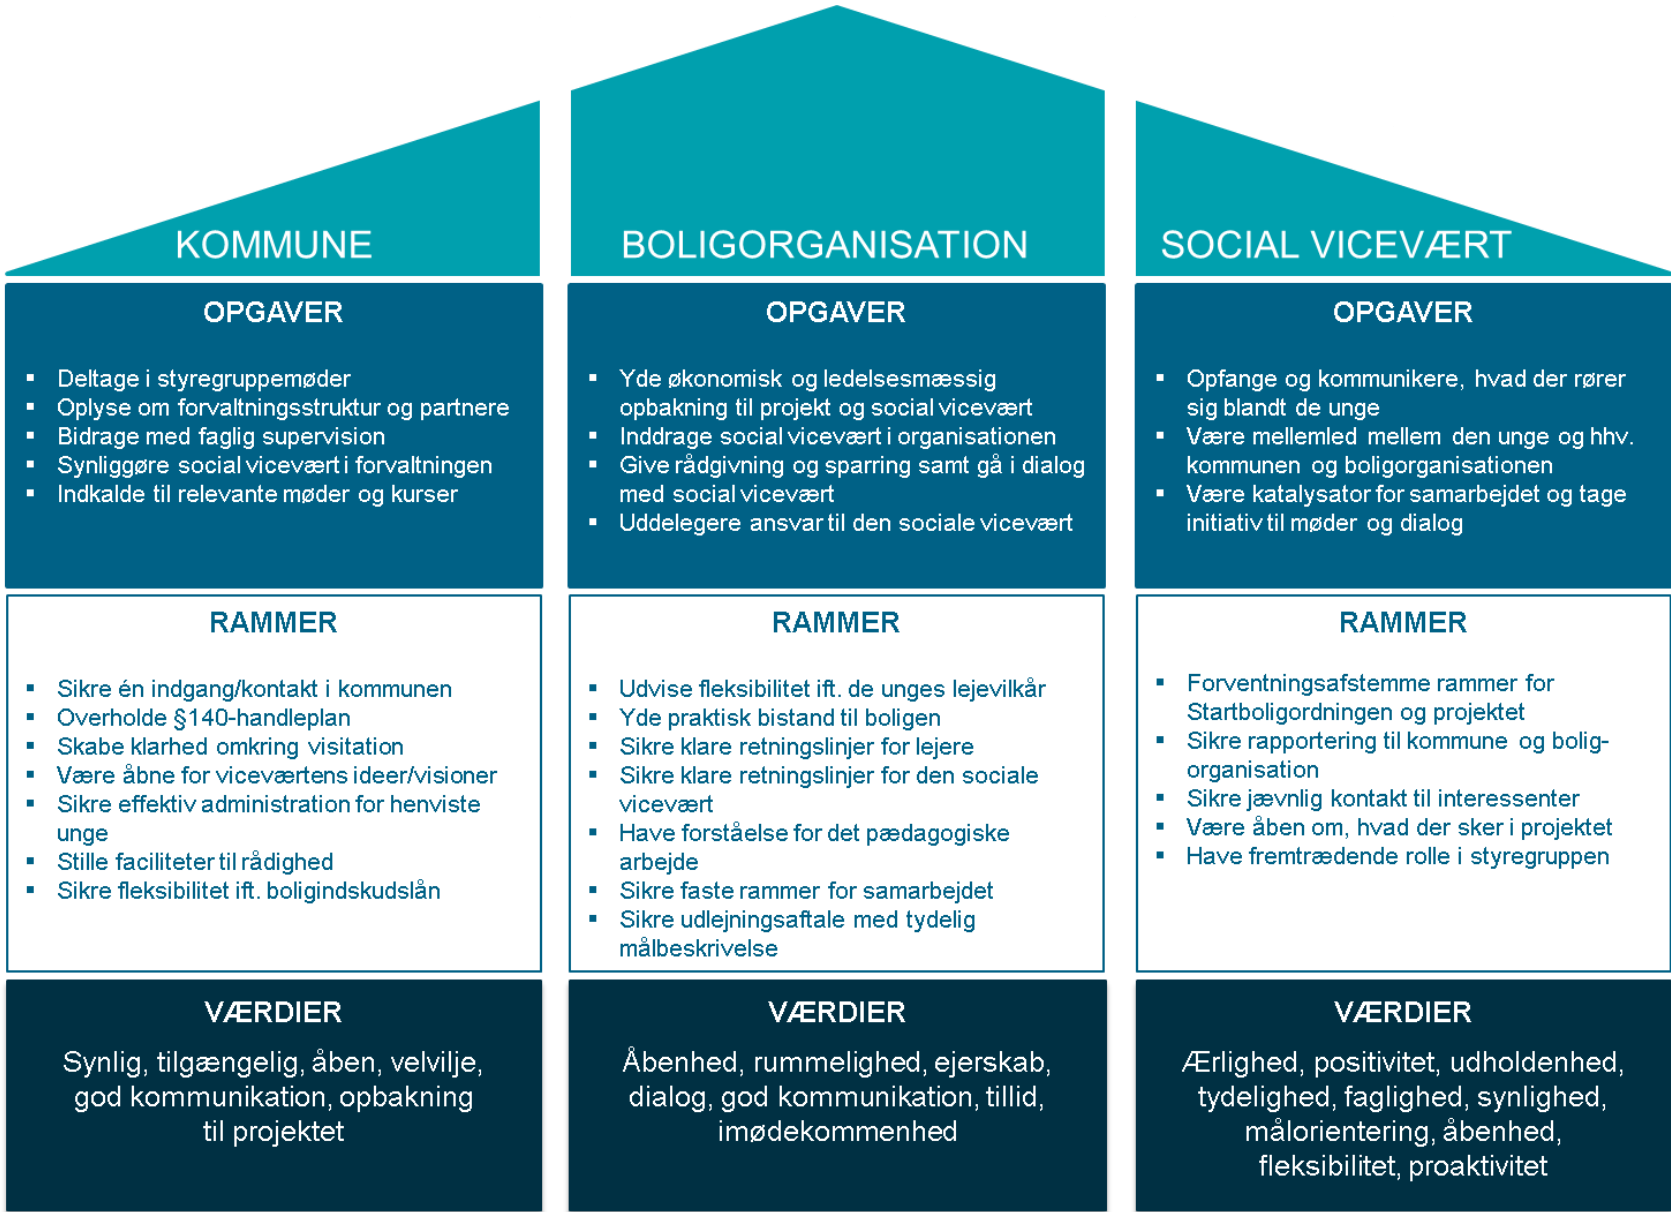 KOMMUNE
OPGAVER
▪ Deltage i styregruppemøder
▪ Oplyse om forvaltningsstruktur og partnere
▪ Bidrage med faglig supervision
▪ Synliggøre social vicevært i forvaltningen
▪ Indkalde til relevante møder og kurser
RAMMER
▪ Sikre én indgang/kontakt i kommunen
▪ Overholde §140-handleplan
▪ Skabe klarhed omkring visitation
▪ Være åbne for viceværtens ideer/visioner
▪ Sikre effektiv administration for henviste
unge
▪ Stille faciliteter til rådighed
▪ Sikre fleksibilitet ift. boligindskudslån
VÆRDIER
Synlig, tilgængelig, åben, velvilje,
god kommunikation, opbakning
til projektet
BOLIGORGANISATION
OPGAVER
▪ Yde økonomisk og ledelsesmæssig
opbakning til projekt og social vicevært
▪ Inddrage social vicevært i organisationen
▪ Give rådgivning og sparring samt gå i dialog
med social vicevært
▪ Uddelegere ansvar til den sociale vicevært
RAMMER
▪ Udvise fleksibilitet ift. de unges lejevilkår
▪ Yde praktisk bistand til boligen
▪ Sikre klare retningslinjer for lejere
▪ Sikre klare retningslinjer for den sociale
vicevært
▪ Have forståelse for det pædagogiske
arbejde
▪ Sikre faste rammer for samarbejdet
▪ Sikre udlejningsaftale med tydelig
målbeskrivelse
VÆRDIER
Åbenhed, rummelighed, ejerskab,
dialog, god kommunikation, tillid,
imødekommenhed
SOCIAL VICEVÆRT
OPGAVER
▪ Opfange og kommunikere, hvad der rører
sig blandt de unge
▪ Være mellemled mellem den unge og hhv.
kommunen og boligorganisationen
▪ Være katalysator for samarbejdet og tage
initiativ til møder og dialog
RAMMER
▪ Forventningsafstemme rammer for
Startboligordningen og projektet
▪ Sikre rapportering til kommune og bolig-
organisation
▪ Sikre jævnlig kontakt til interessenter
▪ Være åben om, hvad der sker i projektet
▪ Have fremtrædende rolle i styregruppen
VÆRDIER
Ærlighed, positivitet, udholdenhed,
tydelighed, faglighed, synlighed,
målorientering, åbenhed,
fleksibilitet, proaktivitet